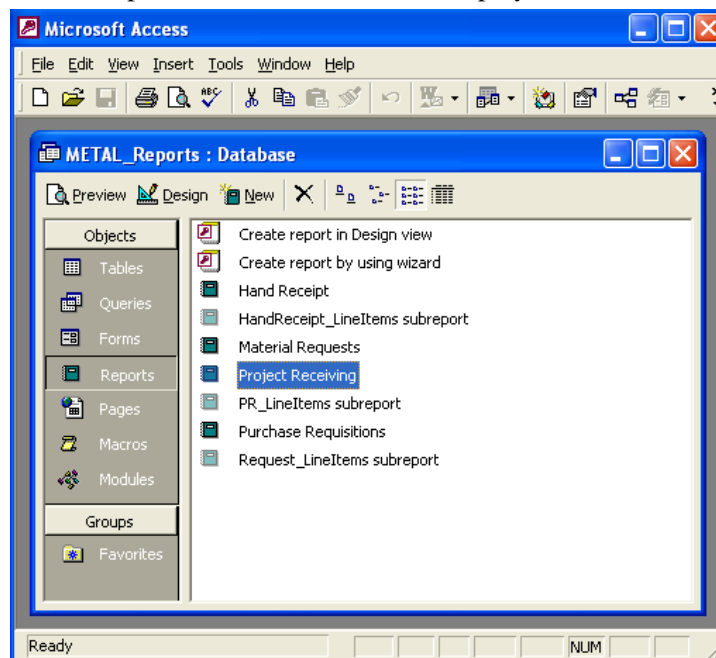 Microsoft Access
File Edit View Insert Tools Window Help
METAL_Reports : Database
Preview Design New
Objects
Tables
Queries
Forms
Reports
Pages
Macros
Modules
Groups
Favorites
Create report in Design view
Create report by using wizard
Hand Receipt
HandReceipt_LineItems subreport
Material Requests
Project Receiving
PR_LineItems subreport
Purchase Requisitions
Request_LineItems subreport
Ready NUM